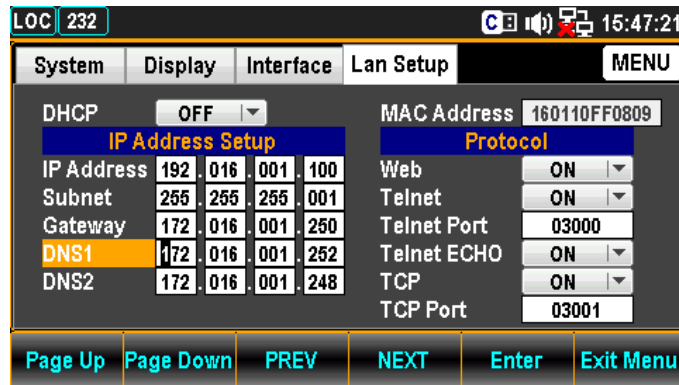 LOC 232 C 15:47:21
System Display Interface Lan Setup MENU
DHCP OFF MAC Address 160110FF0809
IP Address Setup Protocol
IP Address 192 . 016 . 001 . 100 Web ON
Subnet 255 . 255 . 255 . 001 Telnet ON
Gateway 172 . 016 . 001 . 250 Telnet Port 03000
DNS1 172 . 016 . 001 . 252 Telnet ECHO ON
DNS2 172 . 016 . 001 . 248 TCP ON
TCP Port 03001
Page Up Page Down PREV NEXT Enter Exit Menu